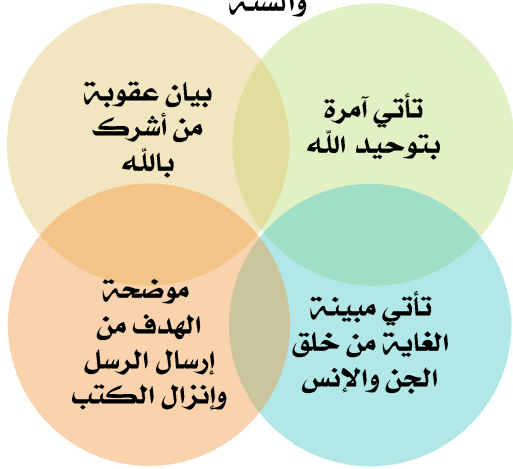 والسنة
تأتي آمرة
بتوحيد الله
بيان عقوبة
من أشرك
بالله
تأتي مبينة
الغاية من خلق
الجن والإنس
موضحة
الهدف من
إرسال الرسل
وإنزال الكتب